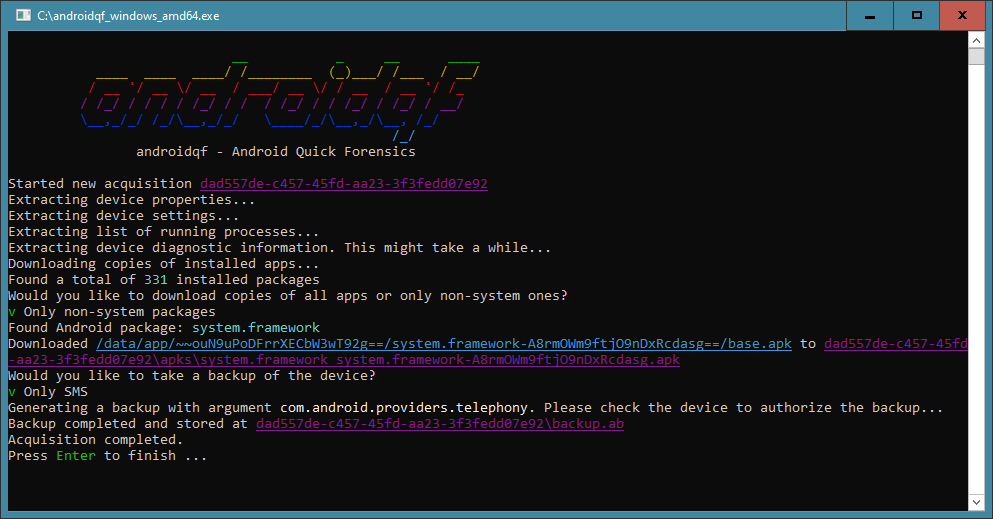 C:\androidqf_windows_amd64.exe
androidqf - Android Quick Forensics
Started new acquisition dad557de-c457-45fd-aa23-3f3fedd07e92
Extracting device properties...
Extracting device settings...
Extracting list of running processes...
Extracting device diagnostic information. This might take a while...
Downloading copies of installed apps...
Found a total of 331 installed packages
Would you like to download copies of all apps or only non-system ones?
v Only non-system packages
Found Android package: system.framework
Downloaded /data/app/~~ouN9uPoDFrrXECbW3wT92g==/system.framework-A8rmOWm9ftjO9nDxRcdasg==/base.apk to dad557de-c457-45fd
-aa23-3f3fedd07e92\apks\system.framework_system.framework-A8rmOWm9ftjO9nDxRcdasg.apk
Would you like to take a backup of the device?
v Only SMS
Generating a backup with argument com.android.providers.telephony. Please check the device to authorize the backup...
Backup completed and stored at dad557de-c457-45fd-aa23-3f3fedd07e92\backup.ab
Acquisition completed.
Press Enter to finish ...